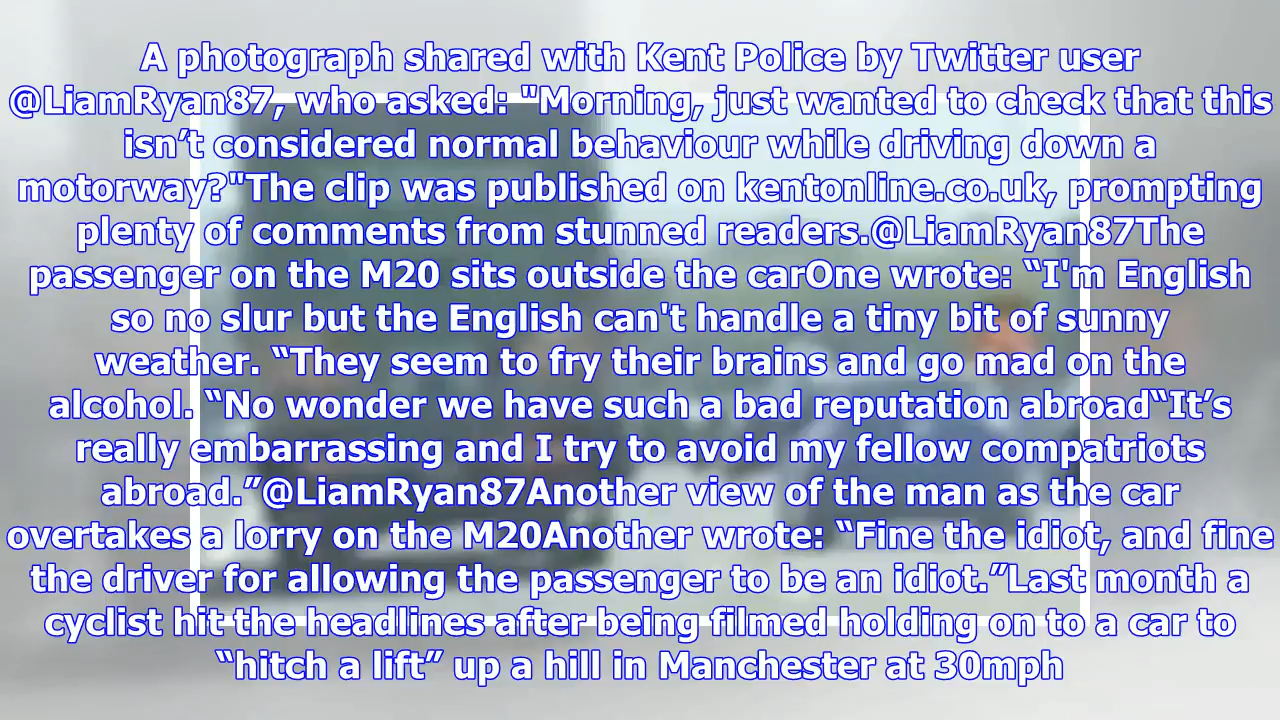 A photograph shared with Kent Police by Twitter user
@LiamRyan87, who asked: "Morning, just wanted to check that this
isn’t considered normal behaviour while driving down a
motorway?"The clip was published on kentonline.co.uk, prompting
plenty of comments from stunned readers.@LiamRyan87The
passenger on the M20 sits outside the carOne wrote: “I'm English
so no slur but the English can't handle a tiny bit of sunny
weather. “They seem to fry their brains and go mad on the
alcohol. “No wonder we have such a bad reputation abroad“It’s
really embarrassing and I try to avoid my fellow compatriots
abroad.”@LiamRyan87Another view of the man as the car
overtakes a lorry on the M20Another wrote: “Fine the idiot, and fine
the driver for allowing the passenger to be an idiot.”Last month a
cyclist hit the headlines after being filmed holding on to a car to
“hitch a lift” up a hill in Manchester at 30mph